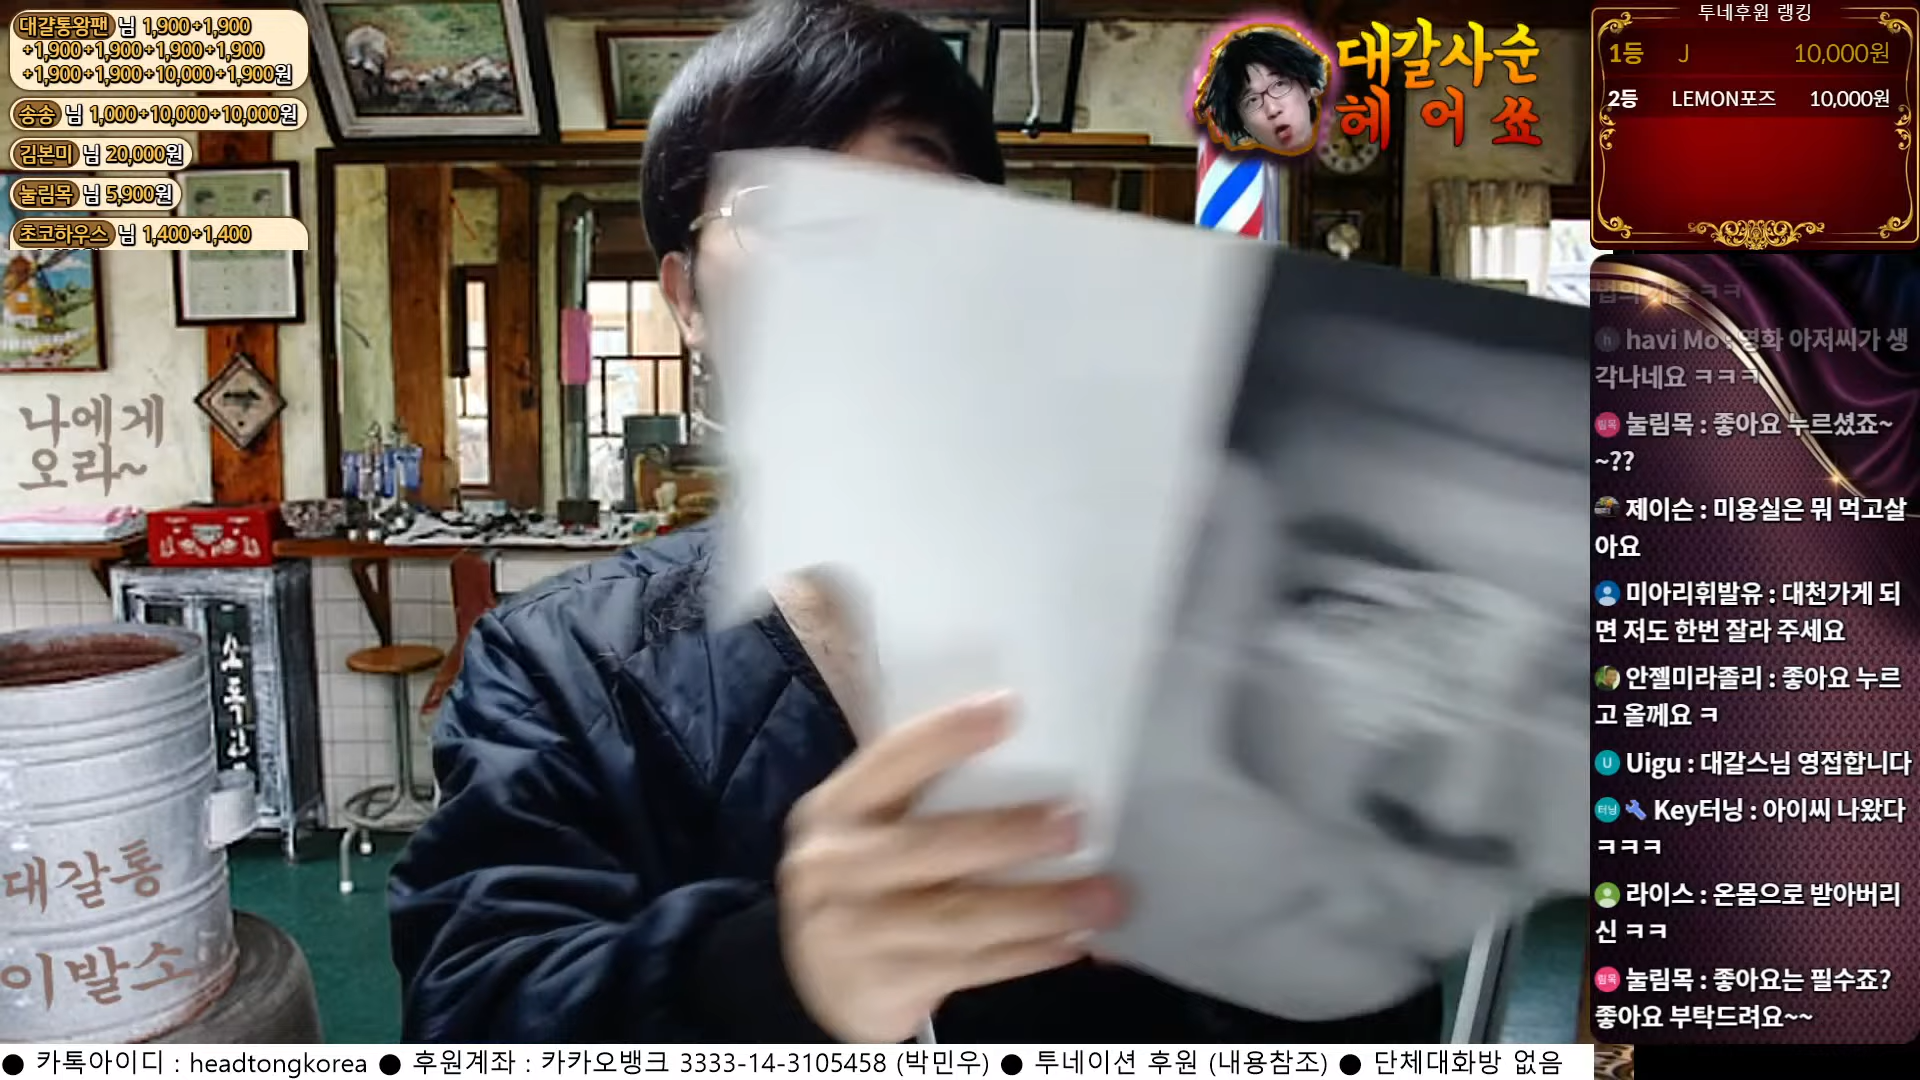 대걀통왕팬 님 1,900+1,900
+1,900+1,900+1,900+1,900
+1,900+1,900+10,000+1,900원
송송 님 1,000+10,000+10,000원
김본미 님 20,000원
눌림목 님 5,900원
초코하우스 님 1,400+1,400
대갈사순
헤어쑈
투네후원 랭킹
1등 J 10,000원
2등 LEMON포즈 10,000원
havi Mo : 영화 아저씨가 생
각나네요 ㅋㅋㅋ
눌림목 : 좋아요 누르셨죠~
~??
제이슨 : 미용실은 뭐 먹고살
아요
미아리휘발유 : 대천가게 되
면 저도 한번 잘라 주세요
안젤미라졸리 : 좋아요 누르
고 올께요 ㅋ
Uigu : 대갈스님 영접합니다
Key터닝 : 아이씨 나왔다
ㅋㅋㅋ
라이스 : 온몸으로 받아버리
신 ㅋㅋ
눌림목 : 좋아요는 필수죠?
좋아요 부탁드려요~~
나에게
오라~
소독
대갈통
이발소
● 카톡아이디 : headtongkorea ● 후원계좌 : 카카오뱅크 3333-14-3105458 (박민우) ● 투네이션 후원 (내용참조) ● 단체대화방 없음